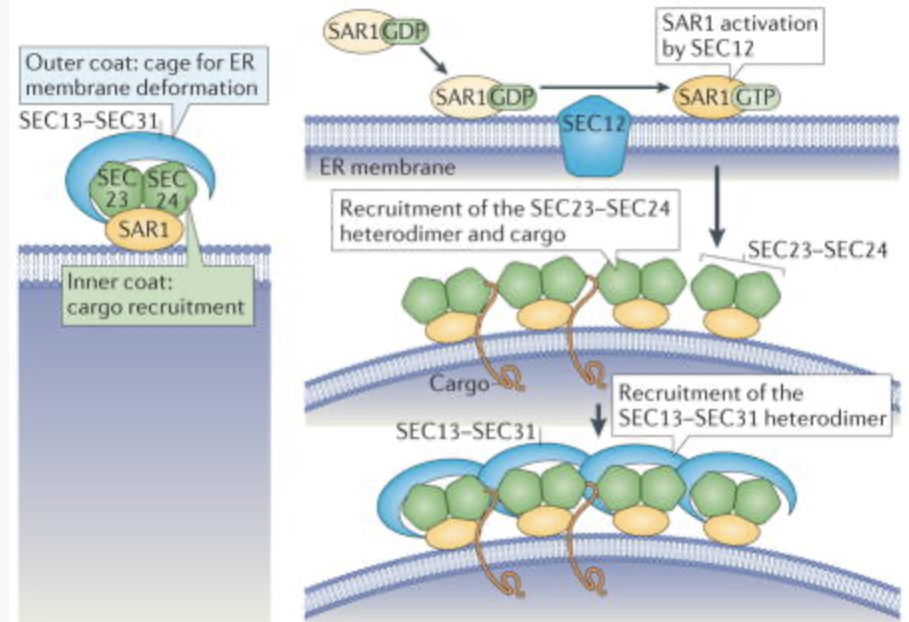 Outer coat: cage for ER
membrane deformation
SEC13–SEC31
SEC
23
SEC
24
SAR1
Inner coat:
cargo recruitment
SAR1 GDP
SAR1 GDP
SAR1 activation
by SEC12
SAR1 GTP
SEC12
ER membrane
Recruitment of the SEC23–SEC24
heterodimer and cargo
SEC23–SEC24
Cargo
Recruitment of the
SEC13–SEC31 heterodimer
SEC13–SEC31